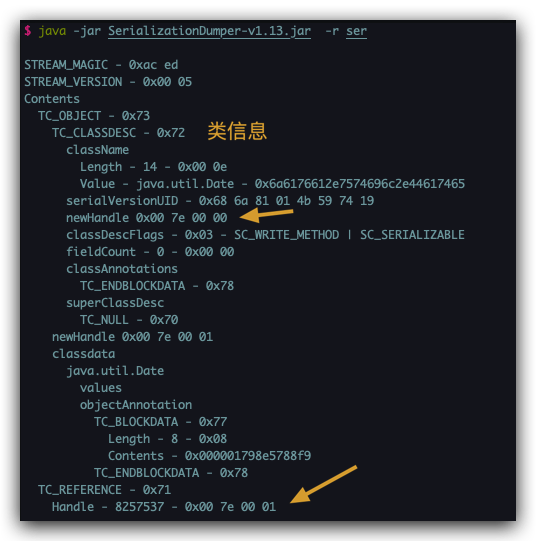 $ java -jar SerializationDumper-v1.13.jar  -r ser
STREAM_MAGIC - 0xac ed
STREAM_VERSION - 0x00 05
Contents
  TC_OBJECT - 0x73
    TC_CLASSDESC - 0x72 类信息
      className
        Length - 14 - 0x00 0e
        Value - java.util.Date - 0x6a6176612e7574696c2e44617465
      serialVersionUID - 0x68 6a 81 01 4b 59 74 19
      newHandle 0x00 7e 00 00
      classDescFlags - 0x03 - SC_WRITE_METHOD | SC_SERIALIZABLE
      fieldCount - 0 - 0x00 00
      classAnnotations
        TC_ENDBLOCKDATA - 0x78
      superClassDesc
        TC_NULL - 0x70
    newHandle 0x00 7e 00 01
    classdata
      java.util.Date
        values
        objectAnnotation
          TC_BLOCKDATA - 0x77
            Length - 8 - 0x08
            Contents - 0x000001798e5788f9
          TC_ENDBLOCKDATA - 0x78
  TC_REFERENCE - 0x71
    Handle - 8257537 - 0x00 7e 00 01